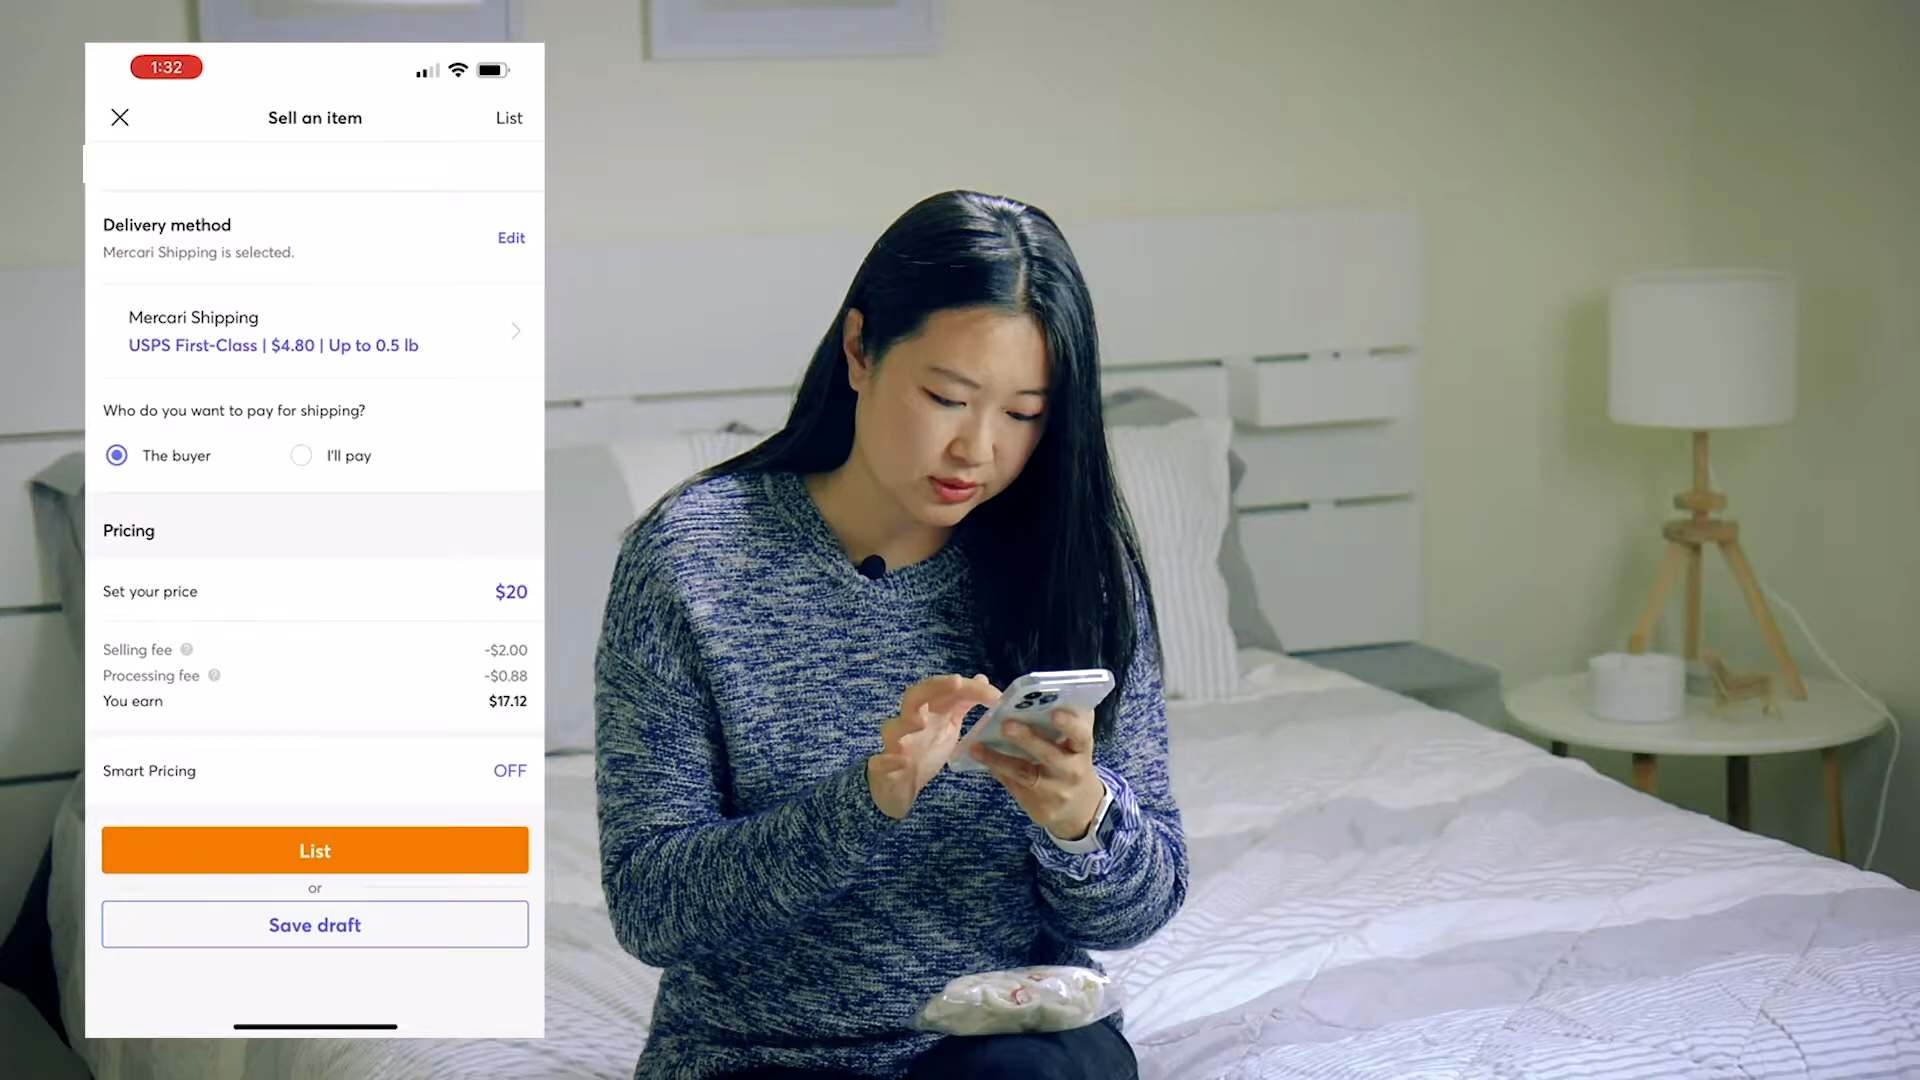 1:32
Sell an item
List
Delivery method
Edit
Mercari Shipping is selected.
Mercari Shipping
USPS First-Class | $4.80 | Up to 0.5 lb
Who do you want to pay for shipping?
The buyer
I'll pay
Pricing
Set your price
$20
Selling fee ?
-$2.00
Processing fee ?
-$0.88
You earn
$17.12
Smart Pricing
OFF
List
or
Save draft